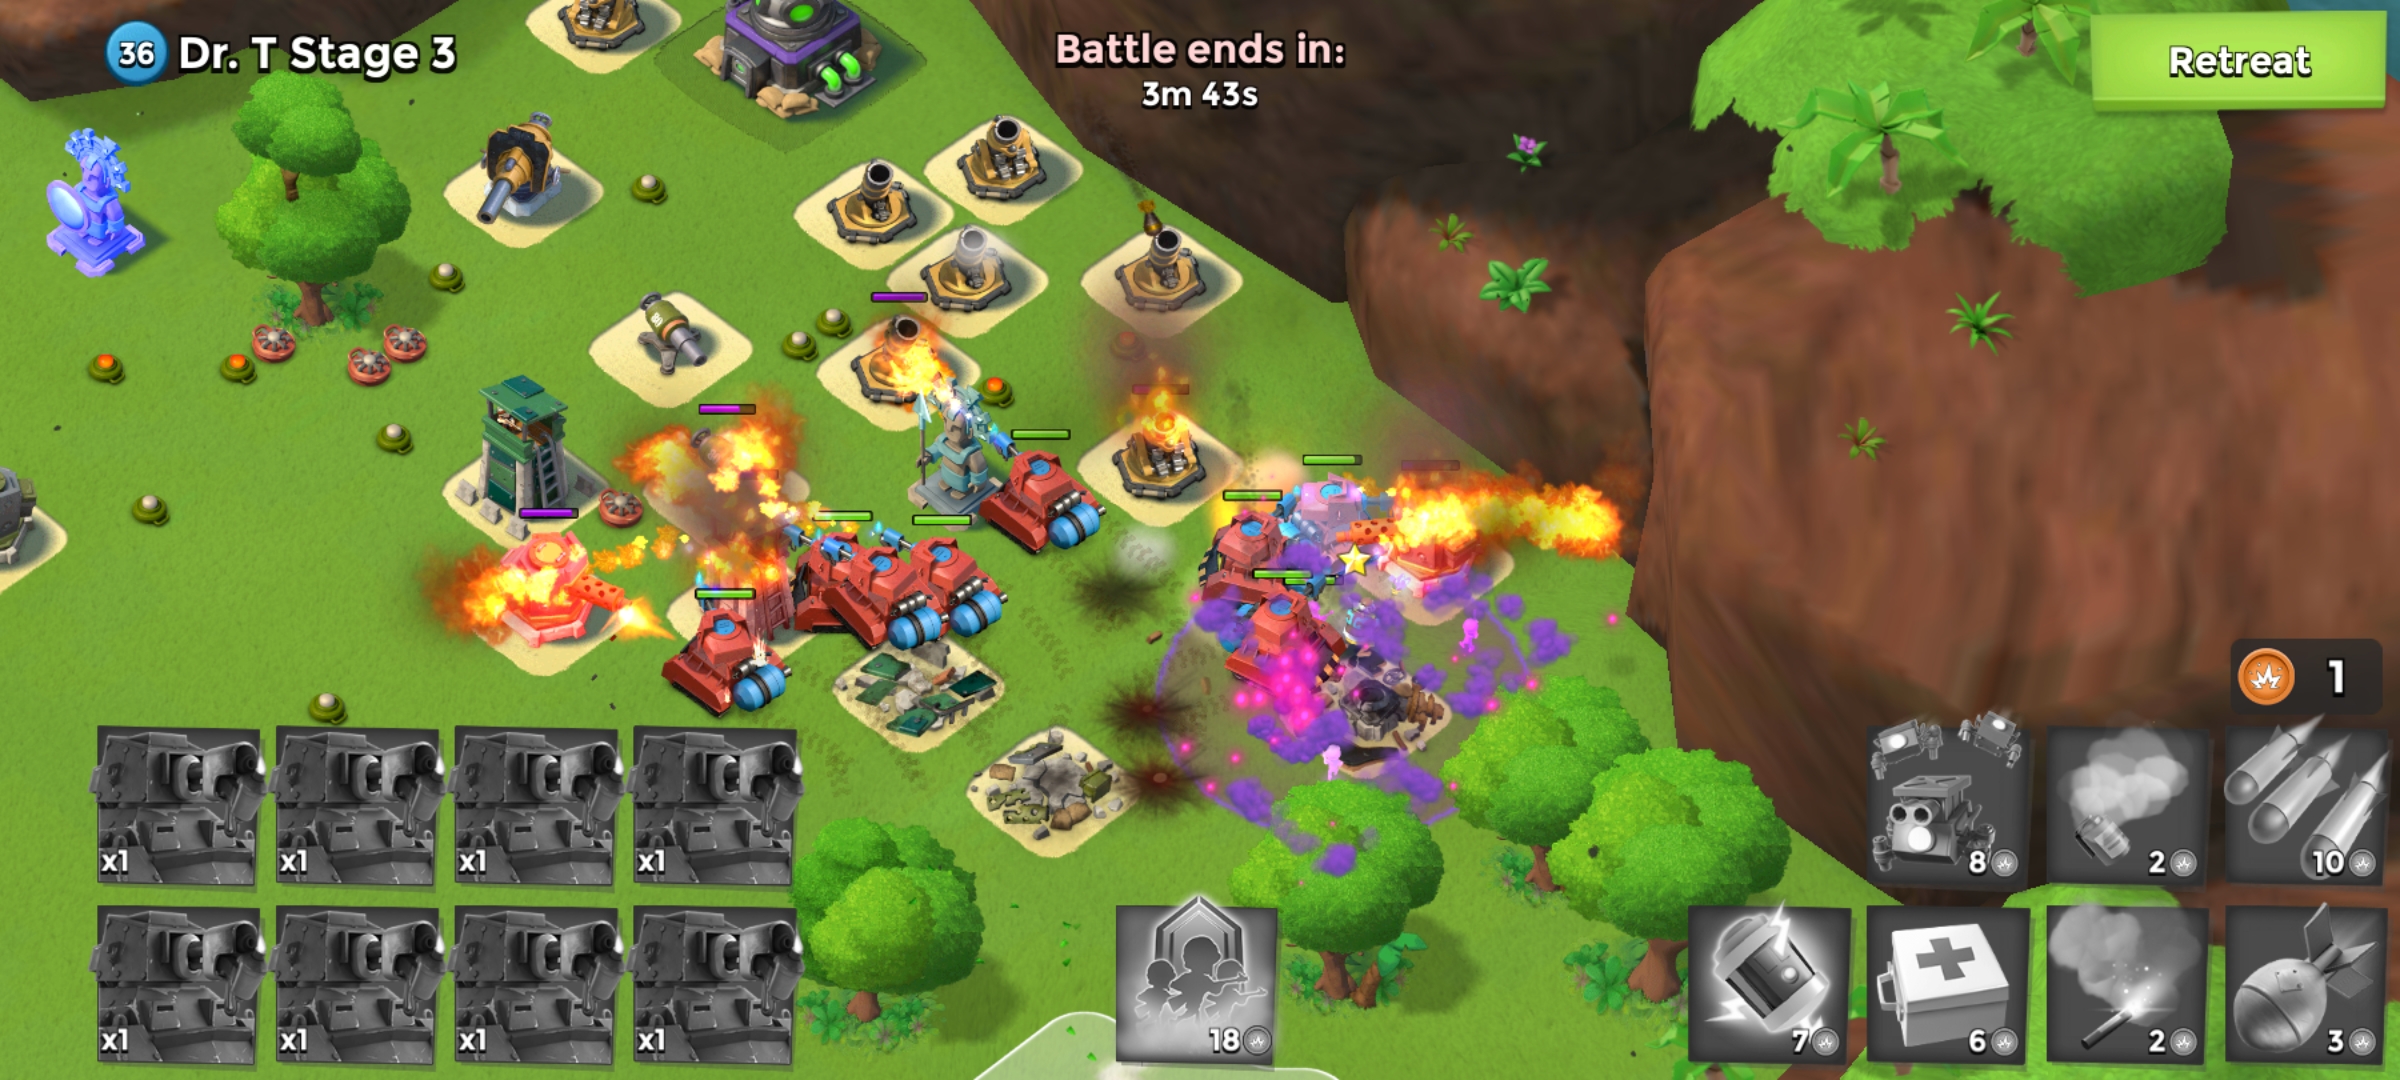 36 Dr. T Stage 3
Battle ends in:
3m 43s
Retreat
1
x1 x1 x1 x1
8 2 10
x1 x1 x1 x1
18 7 6 2 3